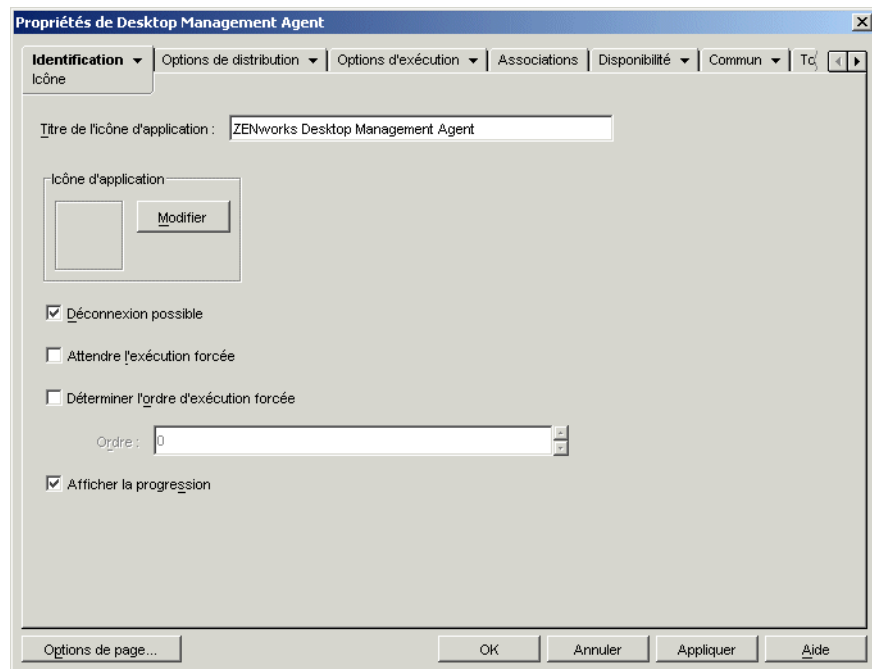 Propriétés de Desktop Management Agent
Identification Options de distribution Options d'exécution Associations Disponibilité Commun
Icône
Titre de l'icône d'application : ZENworks Desktop Management Agent
Icône d'application
Modifier
Déconnexion possible
Attendre l'exécution forcée
Déterminer l'ordre d'exécution forcée
Ordre : 0
Afficher la progression
Options de page... OK Annuler Appliquer Aide